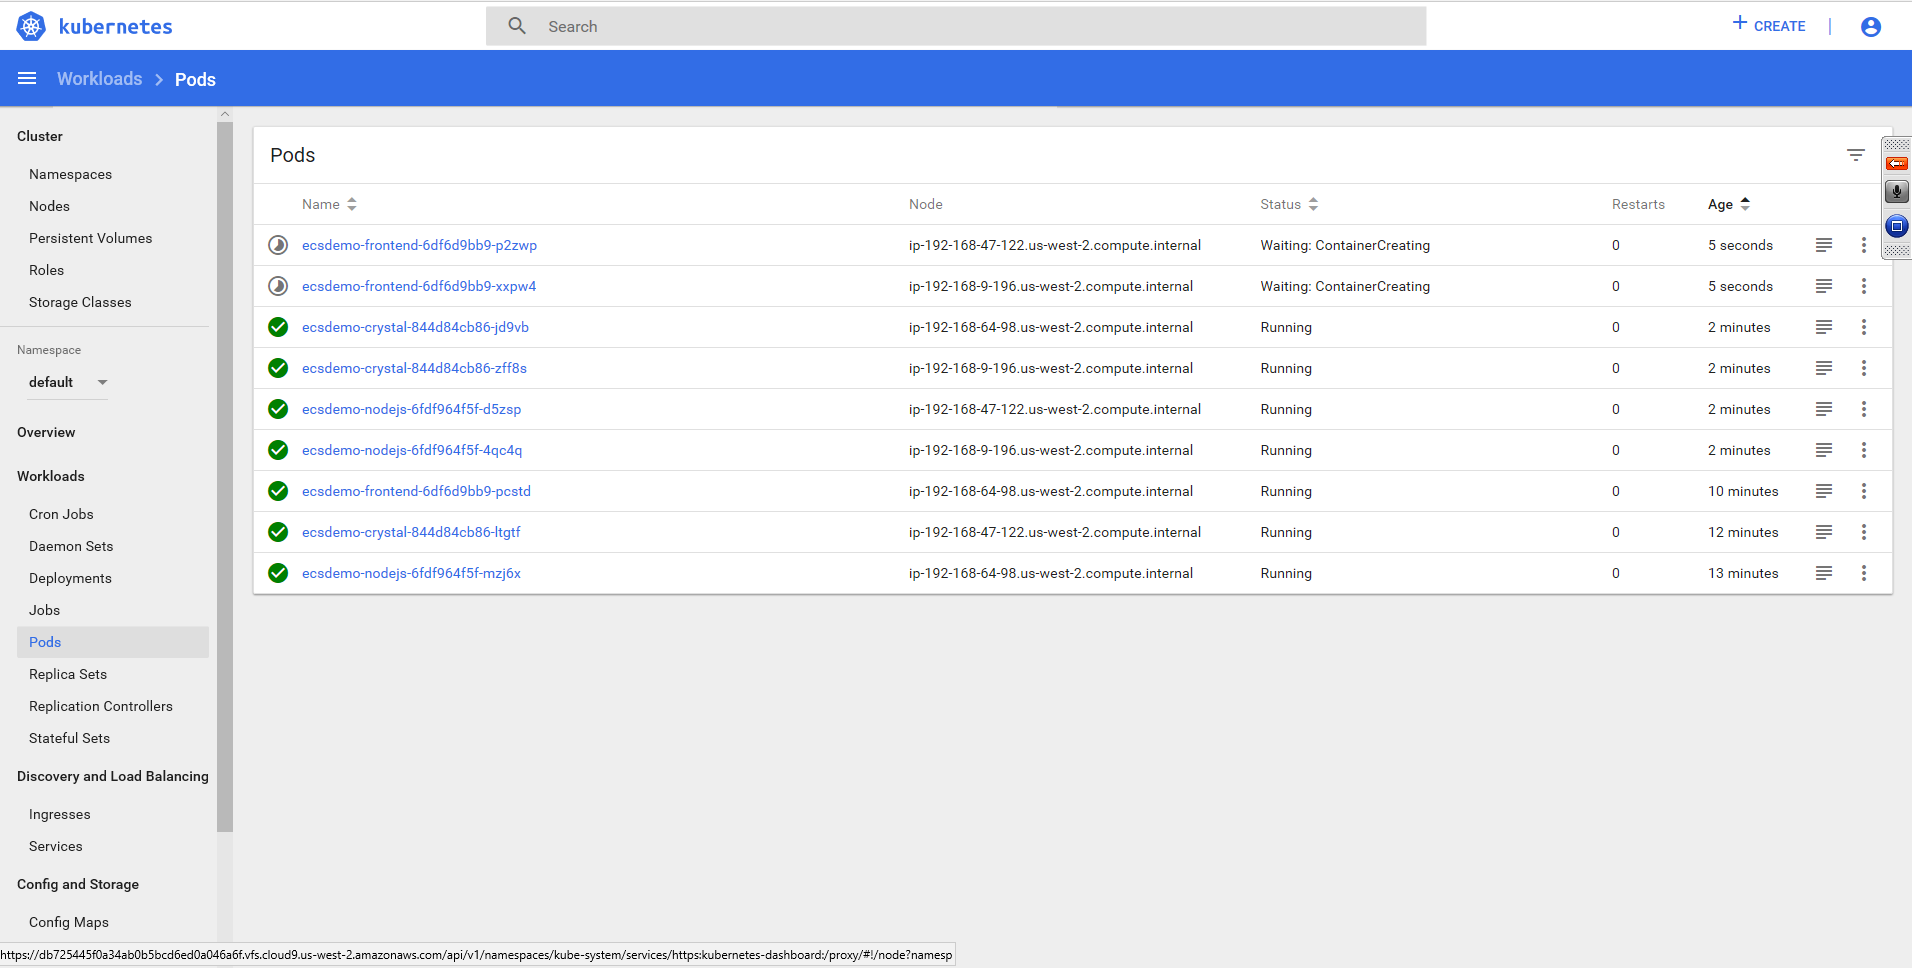 kubernetes
Search
CREATE
Workloads
Pods
Cluster
Namespaces
Nodes
Persistent Volumes
Roles
Storage Classes
Namespace
default
Overview
Workloads
Cron Jobs
Daemon Sets
Deployments
Jobs
Pods
Replica Sets
Replication Controllers
Stateful Sets
Discovery and Load Balancing
Ingresses
Services
Config and Storage
Config Maps
Pods
Name Node Status Restarts Age
ecsdemo-frontend-6df6d9bb9-p2zwp ip-192-168-47-122.us-west-2.compute.internal Waiting: ContainerCreating 0 5 seconds
ecsdemo-frontend-6df6d9bb9-xxpw4 ip-192-168-9-196.us-west-2.compute.internal Waiting: ContainerCreating 0 5 seconds
ecsdemo-crystal-844d84cb86-jd9vb ip-192-168-64-98.us-west-2.compute.internal Running 0 2 minutes
ecsdemo-crystal-844d84cb86-zff8s ip-192-168-9-196.us-west-2.compute.internal Running 0 2 minutes
ecsdemo-nodejs-6fdf964f5f-d5zsp ip-192-168-47-122.us-west-2.compute.internal Running 0 2 minutes
ecsdemo-nodejs-6fdf964f5f-4qc4q ip-192-168-9-196.us-west-2.compute.internal Running 0 2 minutes
ecsdemo-frontend-6df6d9bb9-pcstd ip-192-168-64-98.us-west-2.compute.internal Running 0 10 minutes
ecsdemo-crystal-844d84cb86-ltgtf ip-192-168-47-122.us-west-2.compute.internal Running 0 12 minutes
ecsdemo-nodejs-6fdf964f5f-mzj6x ip-192-168-64-98.us-west-2.compute.internal Running 0 13 minutes
https://db725445f0a34ab0b5bcd6ed0a046a6f.vfs.cloud9.us-west-2.amazonaws.com/api/v1/namespaces/kube-system/services/https:kubernetes-dashboard:/proxy/#!/node?namesp